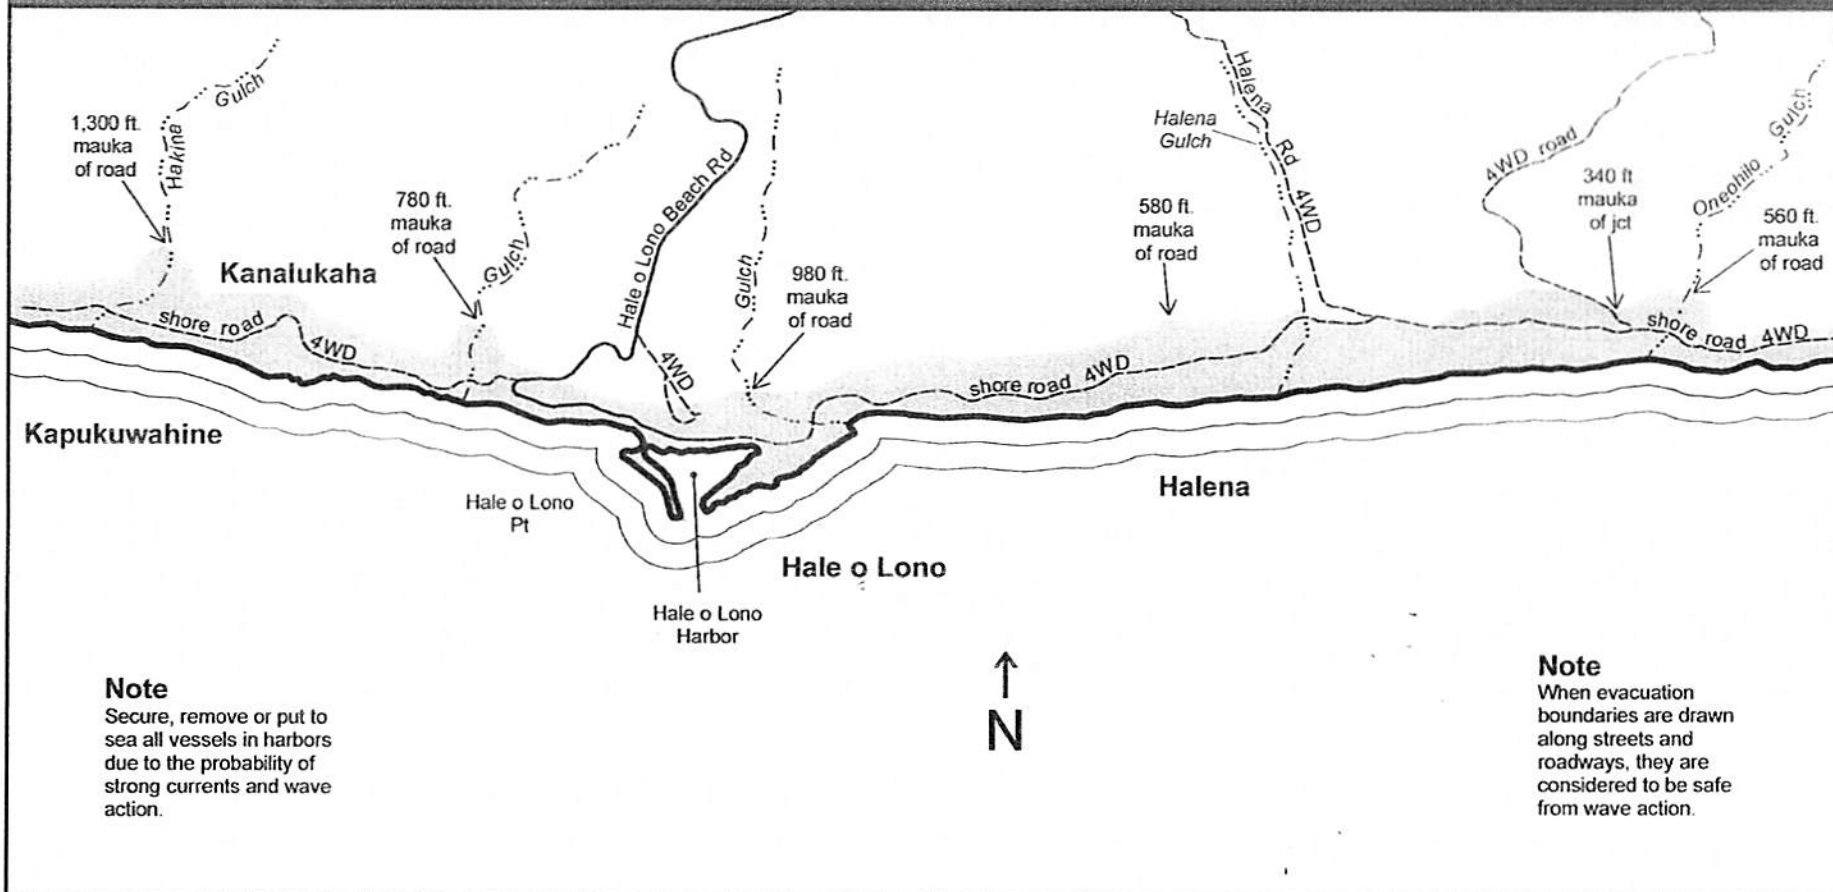 Gulch
1,300 ft.
mauka
of road
Hakina
780 ft.
mauka
of road
Gulch
Hale o Lono Beach Rd
Gulch
980 ft.
mauka
of road
Halena
Rd
4WD
Halena
Gulch
580 ft.
mauka
of road
4WD road
340 ft
mauka
of jct
Oneohilo
Gulch
560 ft.
mauka
of road
Kanalukaha
shore road
4WD
4WD
shore road 4WD
shore road 4WD
Kapukuwahine
Hale o Lono
Pt
Halena
Hale o Lono
Hale o Lono
Harbor
N
Note
Secure, remove or put to
sea all vessels in harbors
due to the probability of
strong currents and wave
action.
Note
When evacuation
boundaries are drawn
along streets and
roadways, they are
considered to be safe
from wave action.